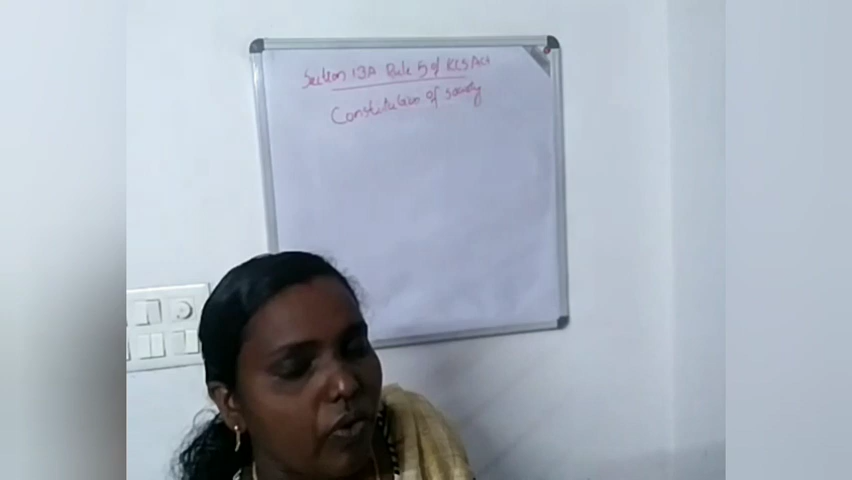 Section 13A Rule 5 of KCS Act
Constitution of society